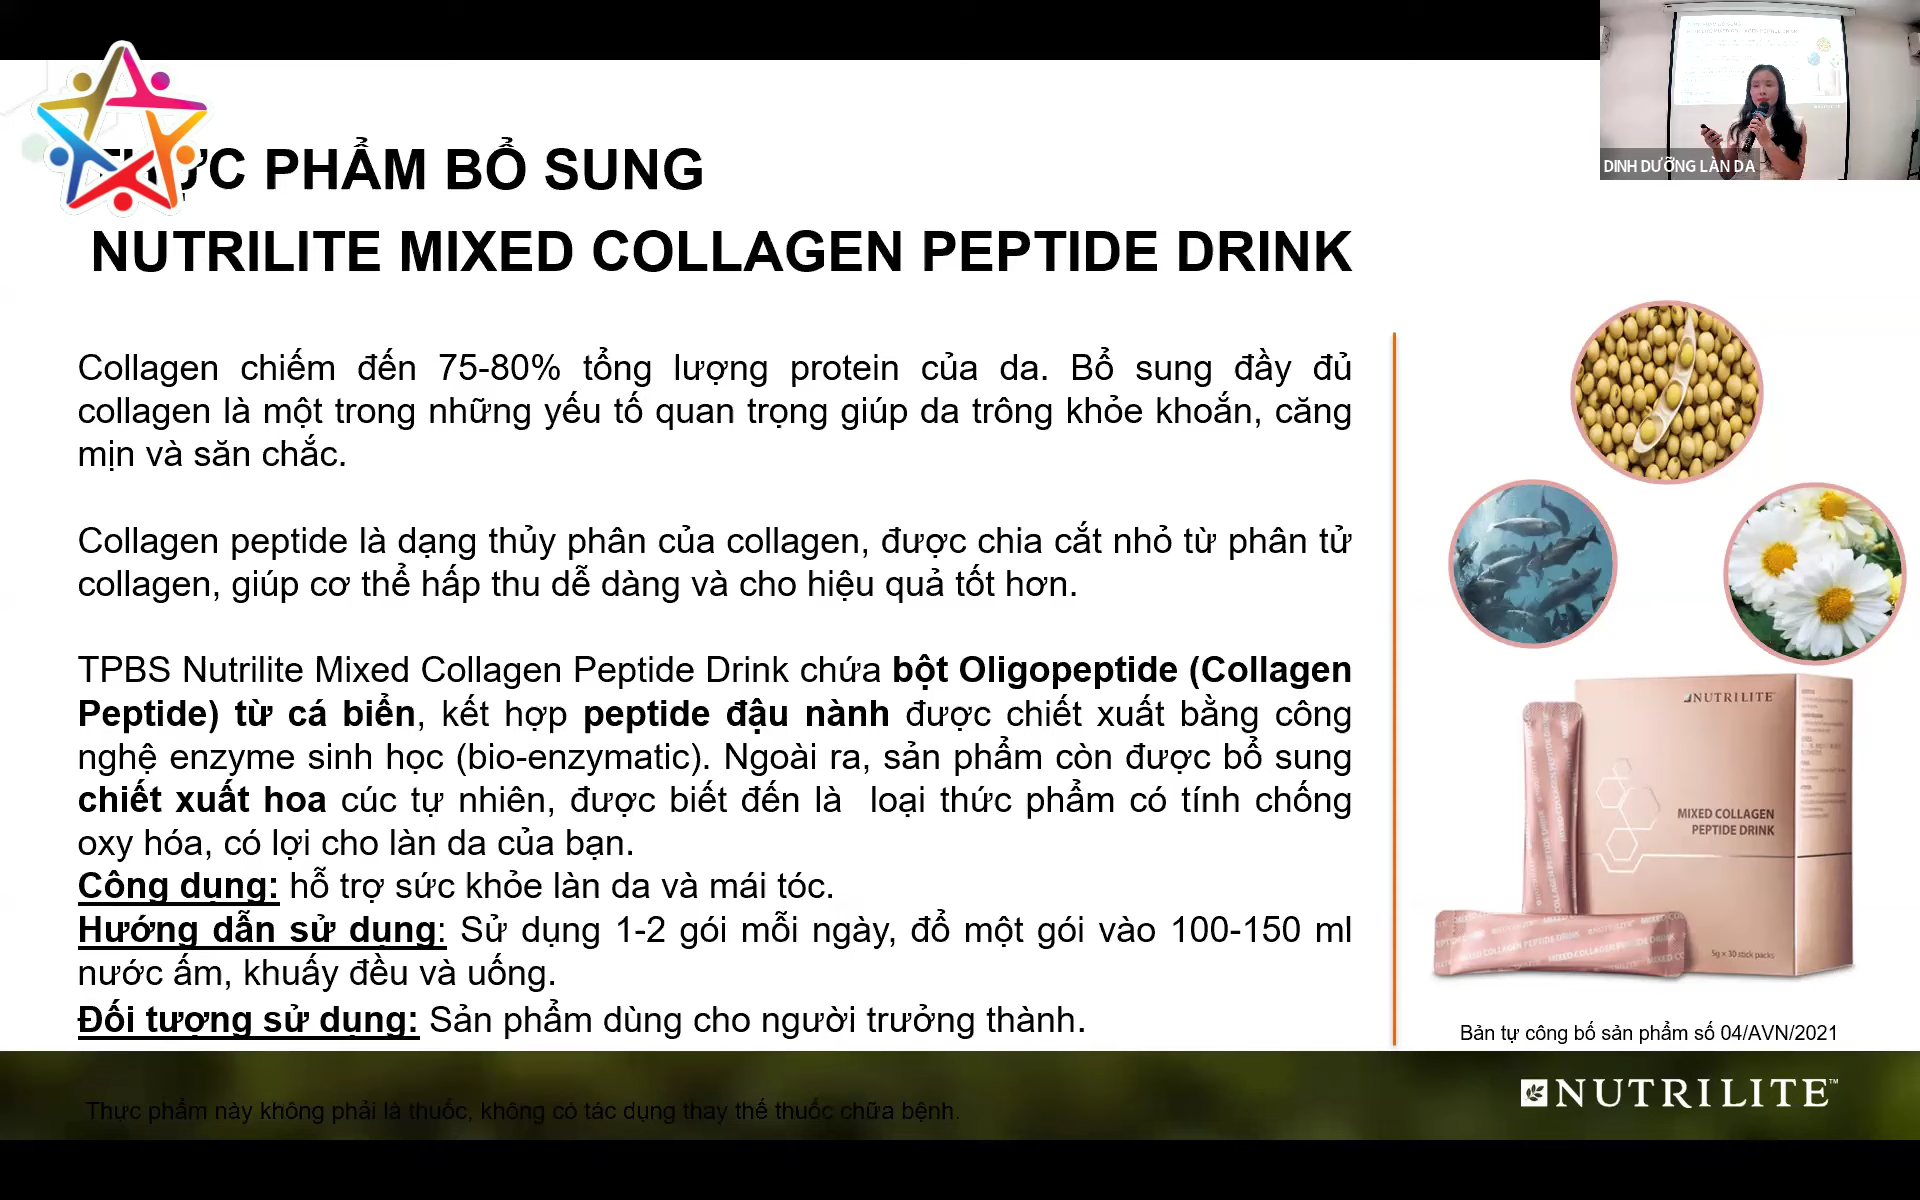 DINH DƯỠNG LÀN DA
PHẨM BỔ SUNG
NUTRILITE MIXED COLLAGEN PEPTIDE DRINK
Collagen chiếm đến 75-80% tổng lượng protein của da. Bổ sung đầy đủ
collagen là một trong những yếu tố quan trọng giúp da trông khỏe khoắn, căng
mịn và săn chắc.
Collagen peptide là dạng thủy phân của collagen, được chia cắt nhỏ từ phân tử
collagen, giúp cơ thể hấp thu dễ dàng và cho hiệu quả tốt hơn.
TPBS Nutrilite Mixed Collagen Peptide Drink chứa bột Oligopeptide (Collagen
Peptide) từ cá biển, kết hợp peptide đậu nành được chiết xuất bằng công
nghệ enzyme sinh học (bio-enzymatic). Ngoài ra, sản phẩm còn được bổ sung
chiết xuất hoa cúc tự nhiên, được biết đến là loại thức phẩm có tính chống
oxy hóa, có lợi cho làn da của bạn.
Công dụng: hỗ trợ sức khỏe làn da và mái tóc.
Hướng dẫn sử dụng: Sử dụng 1-2 gói mỗi ngày, đổ một gói vào 100-150 ml
nước ấm, khuấy đều và uống.
Đối tượng sử dụng: Sản phẩm dùng cho người trưởng thành.
NUTRILITE
MIXED COLLAGEN
PEPTIDE DRINK
5g x 30 stick packs
MIXED COLLAGEN PEPTIDE DRINK
Bản tự công bố sản phẩm số 04/AVN/2021
NUTRILITE™
Thực phẩm này không phải là thuốc, không có tác dụng thay thế thuốc chữa bệnh.